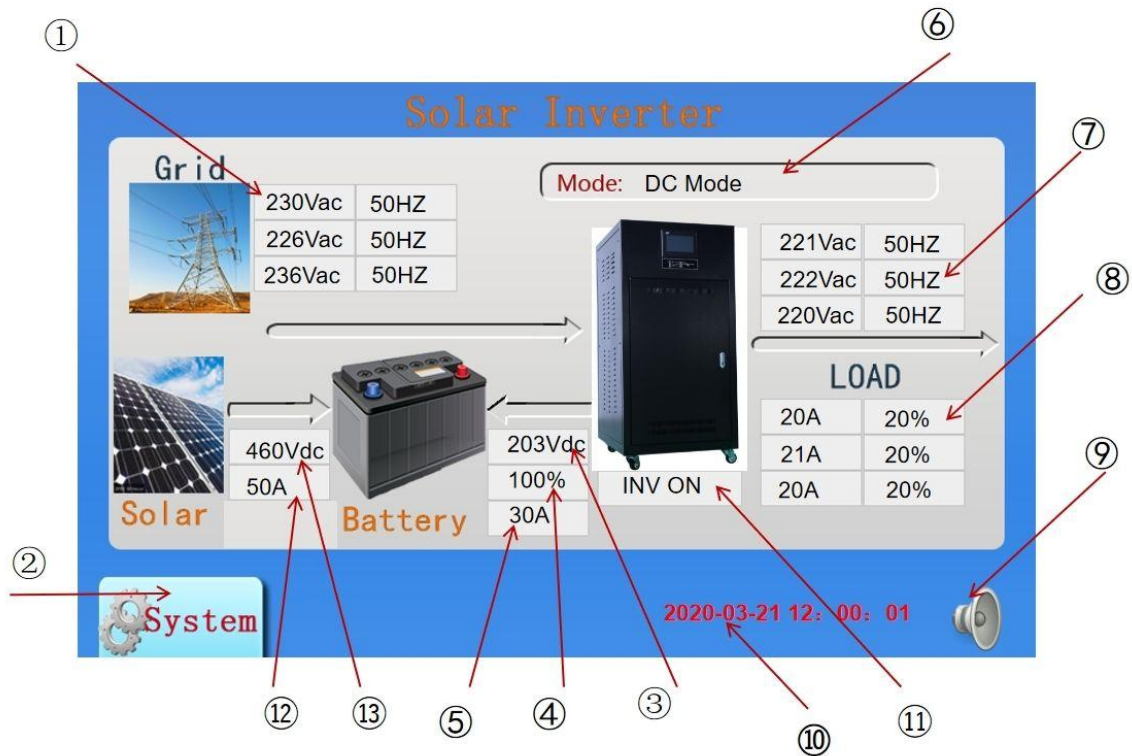 ①
⑥
Solar Inverter
⑦
Grid
Mode: DC Mode
230Vac 50HZ
226Vac 50HZ
236Vac 50HZ
221Vac 50HZ
222Vac 50HZ
220Vac 50HZ
⑧
LOAD
20A 20%
21A 20%
20A 20%
⑨
460Vdc
50A
203Vdc
100%
30A
INV ON
Solar
Battery
②
System
2020-03-21 12: 00: 01
⑫
⑬
⑤
④
③
⑩
⑪